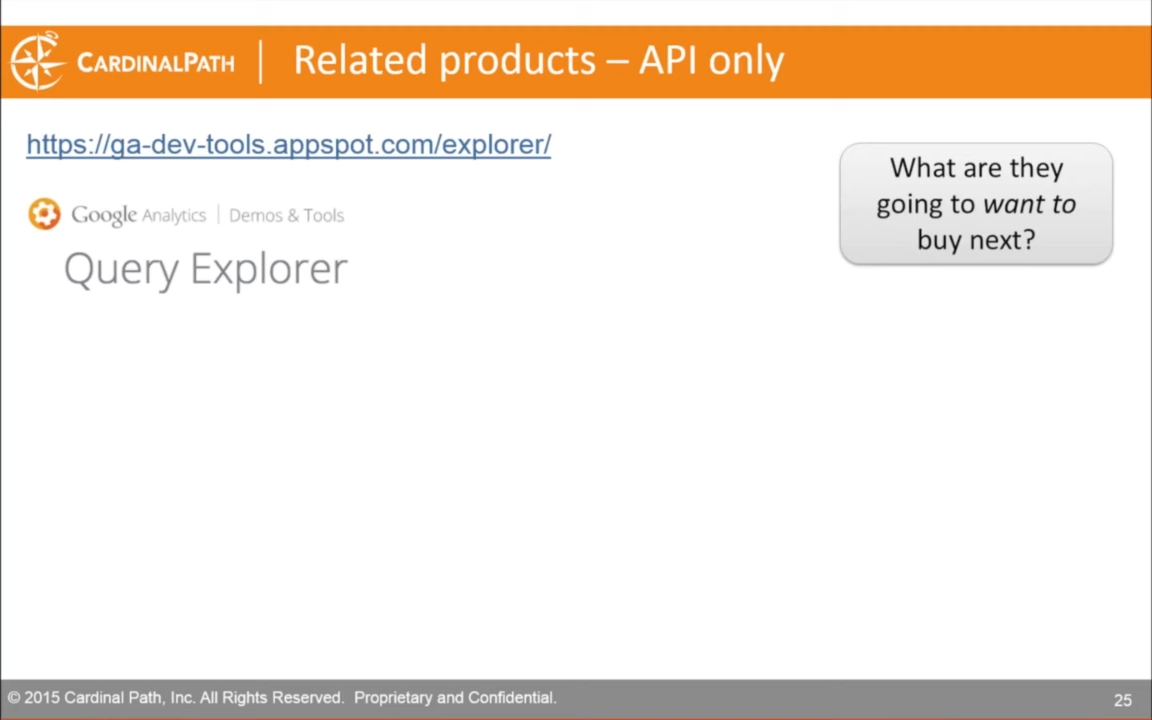 CARDINALPATH
Related products – API only
https://ga-dev-tools.appspot.com/explorer/
What are they
going to want to
buy next?
Google Analytics | Demos & Tools
Query Explorer
© 2015 Cardinal Path, Inc. All Rights Reserved. Proprietary and Confidential.
25